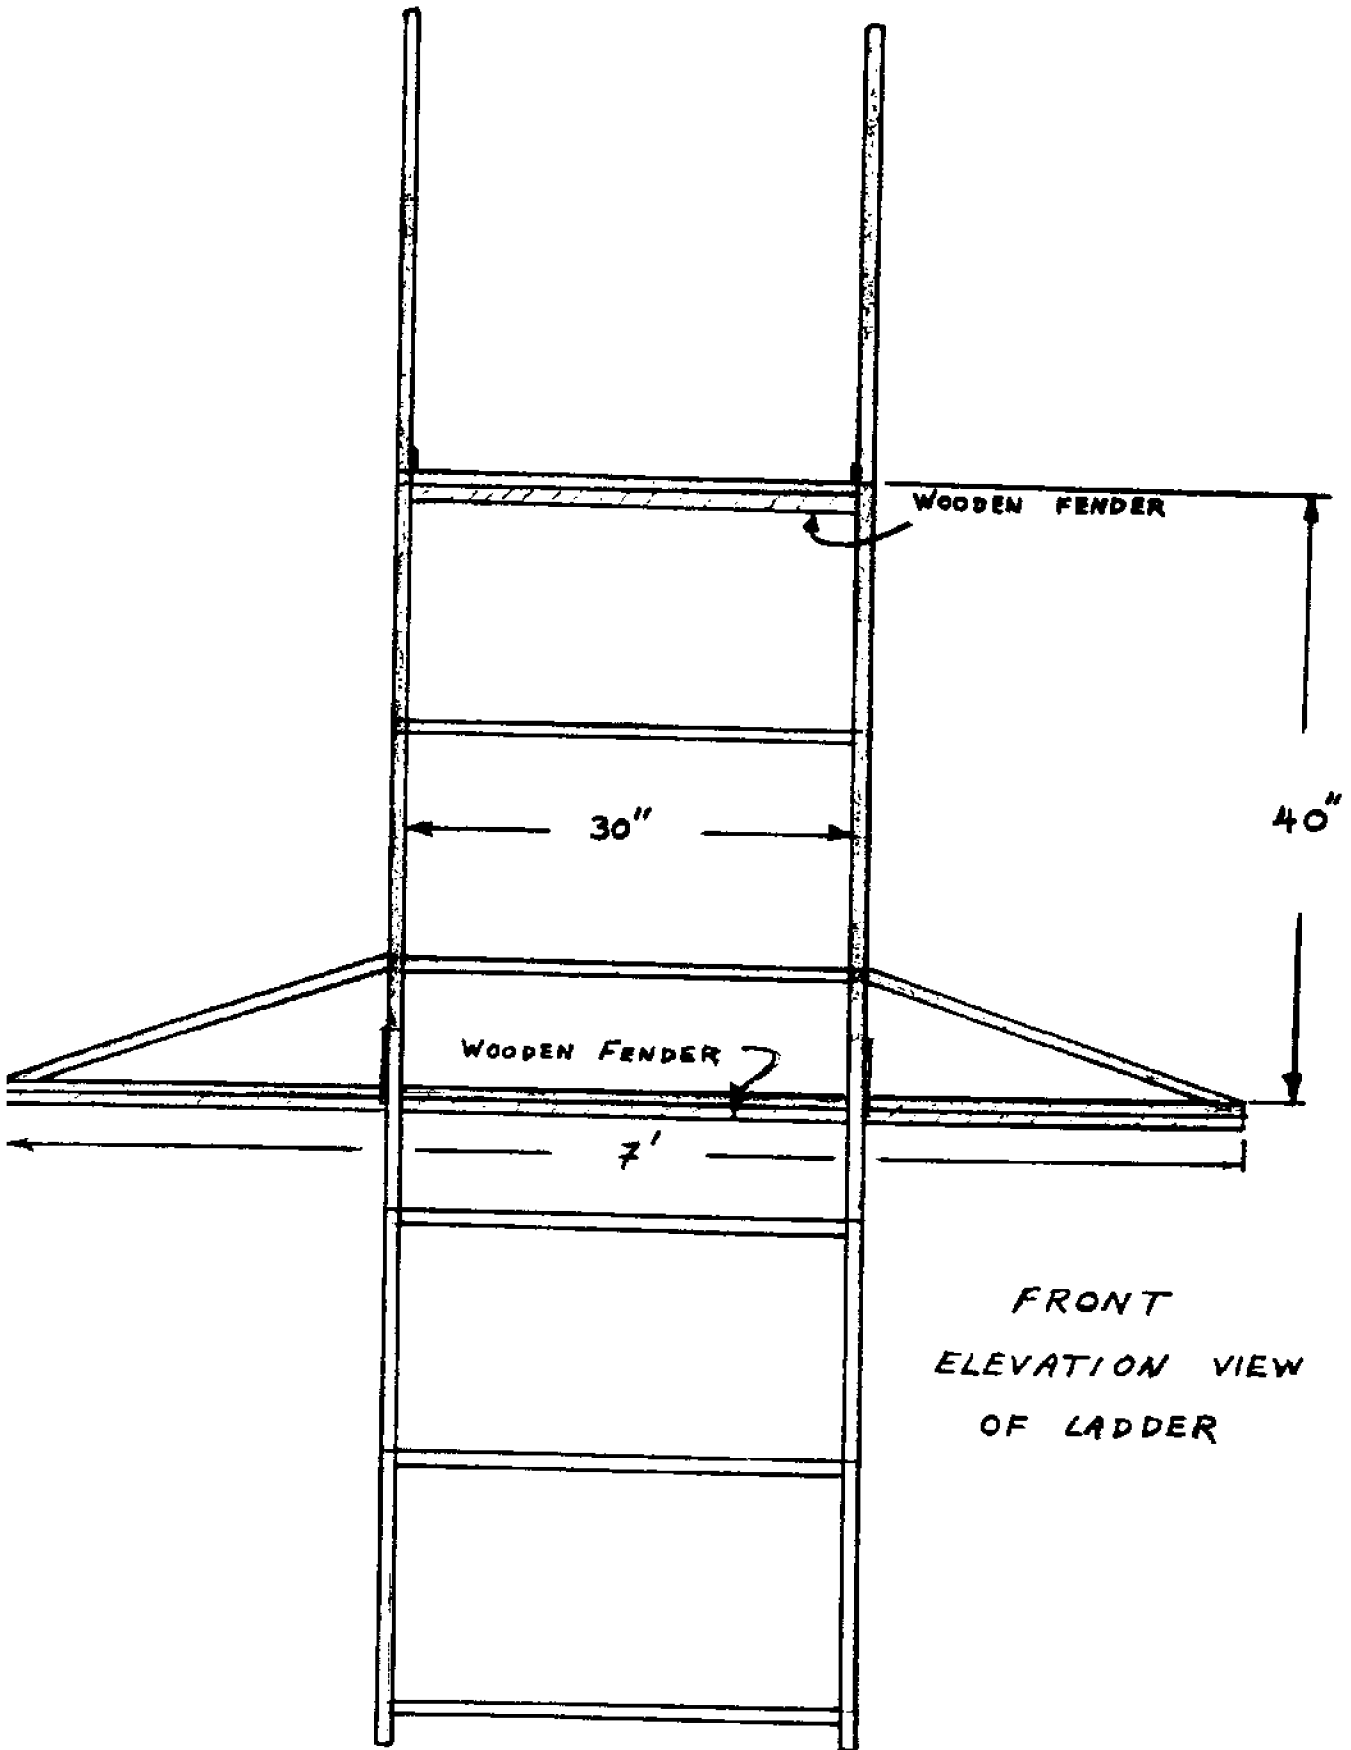 WOODEN FENDER
30"
40"
WOODEN FENDER
7'
FRONT
ELEVATION VIEW
OF LADDER